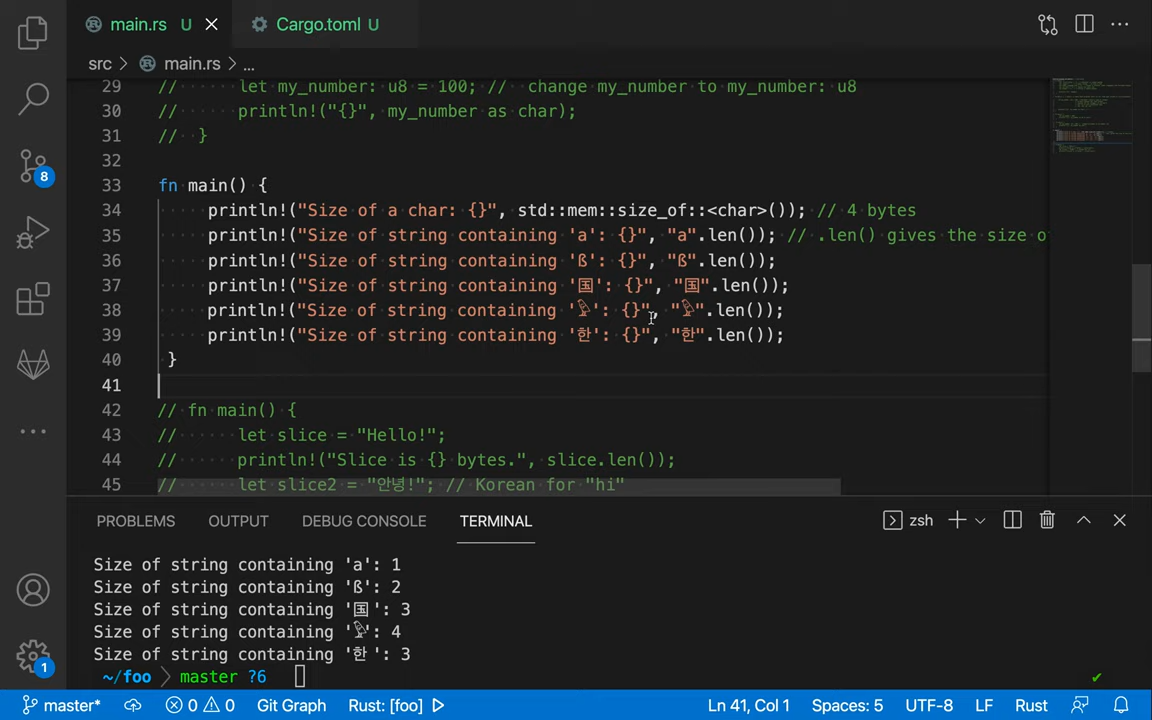 main.rs U Cargo.toml U
src > main.rs > ...
29 // let my_number: u8 = 100; // change my_number to my_number: u8
30 // println!("{}", my_number as char);
31 // }
32
33 fn main() {
34 println!("Size of a char: {}", std::mem::size_of::<char>()); // 4 bytes
35 println!("Size of string containing 'a': {}", "a".len()); // .len() gives the size o
36 println!("Size of string containing 'ß': {}", "ß".len());
37 println!("Size of string containing '国': {}", "国".len());
38 println!("Size of string containing '𓅱': {}", "𓅱".len());
39 println!("Size of string containing '한': {}", "한".len());
40 }
41
42 // fn main() {
43 // let slice = "Hello!";
44 // println!("Slice is {} bytes.", slice.len());
45 // let slice2 = "안녕!"; // Korean for "hi"
8
PROBLEMS OUTPUT DEBUG CONSOLE TERMINAL zsh
Size of string containing 'a': 1
Size of string containing 'ß': 2
Size of string containing '国': 3
Size of string containing '𓅱': 4
Size of string containing '한': 3
~/foo > master ?6
1
master* 0 0 Git Graph Rust: [foo] Ln 41, Col 1 Spaces: 5 UTF-8 LF Rust